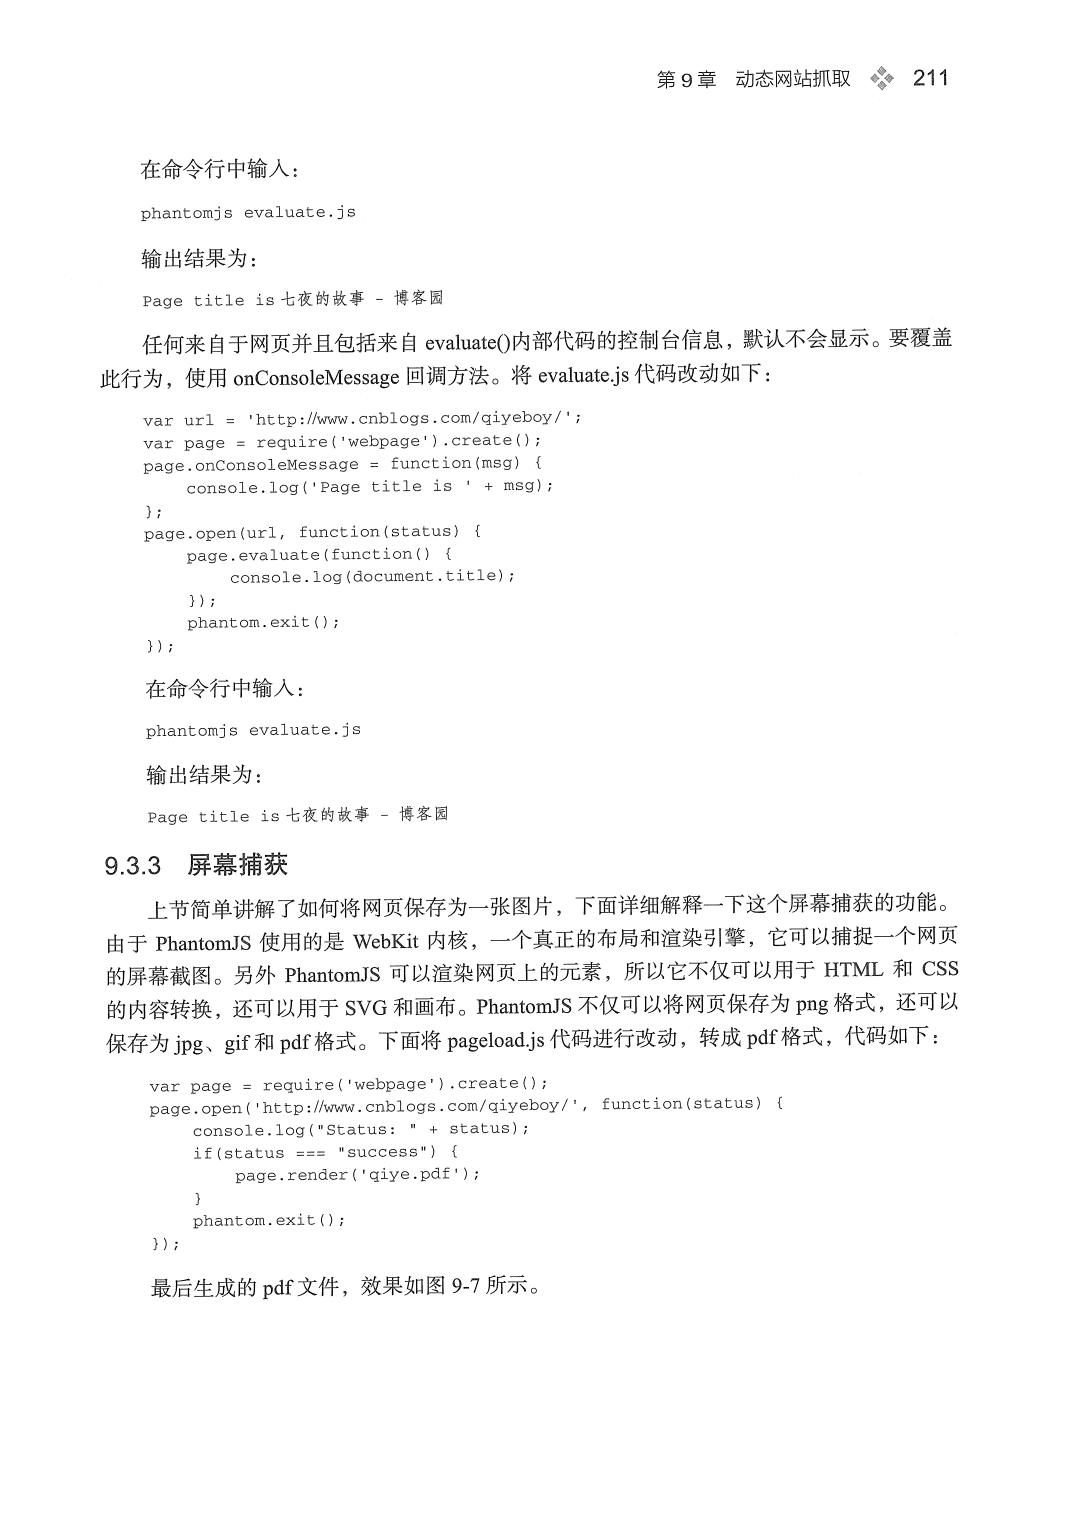 第 9 章 动态网站抓取 211
在命令行中输入：
phantomjs evaluate.js
输出结果为：
Page title is 七夜的故事 - 博客园
任何来自于网页并且包括来自 evaluate()内部代码的控制台信息，默认不会显示。要覆盖
此行为，使用 onConsoleMessage 回调方法。将 evaluate.js 代码改动如下：
var url = 'http://www.cnblogs.com/qiyeboy/';
var page = require('webpage').create();
page.onConsoleMessage = function(msg) {
    console.log('Page title is ' + msg);
};
page.open(url, function(status) {
    page.evaluate(function() {
        console.log(document.title);
    });
    phantom.exit();
});
在命令行中输入：
phantomjs evaluate.js
输出结果为：
Page title is 七夜的故事 - 博客园
9.3.3 屏幕捕获
上节简单讲解了如何将网页保存为一张图片，下面详细解释一下这个屏幕捕获的功能。
由于 PhantomJS 使用的是 WebKit 内核，一个真正的布局和渲染引擎，它可以捕捉一个网页
的屏幕截图。另外 PhantomJS 可以渲染网页上的元素，所以它不仅可以用于 HTML 和 CSS
的内容转换，还可以用于 SVG 和画布。PhantomJS 不仅可以将网页保存为 png 格式，还可以
保存为 jpg、gif 和 pdf 格式。下面将 pageload.js 代码进行改动，转成 pdf 格式，代码如下：
var page = require('webpage').create();
page.open('http://www.cnblogs.com/qiyeboy/', function(status) {
    console.log("Status: " + status);
    if(status === "success") {
        page.render('qiye.pdf');
    }
    phantom.exit();
});
最后生成的 pdf 文件，效果如图 9-7 所示。